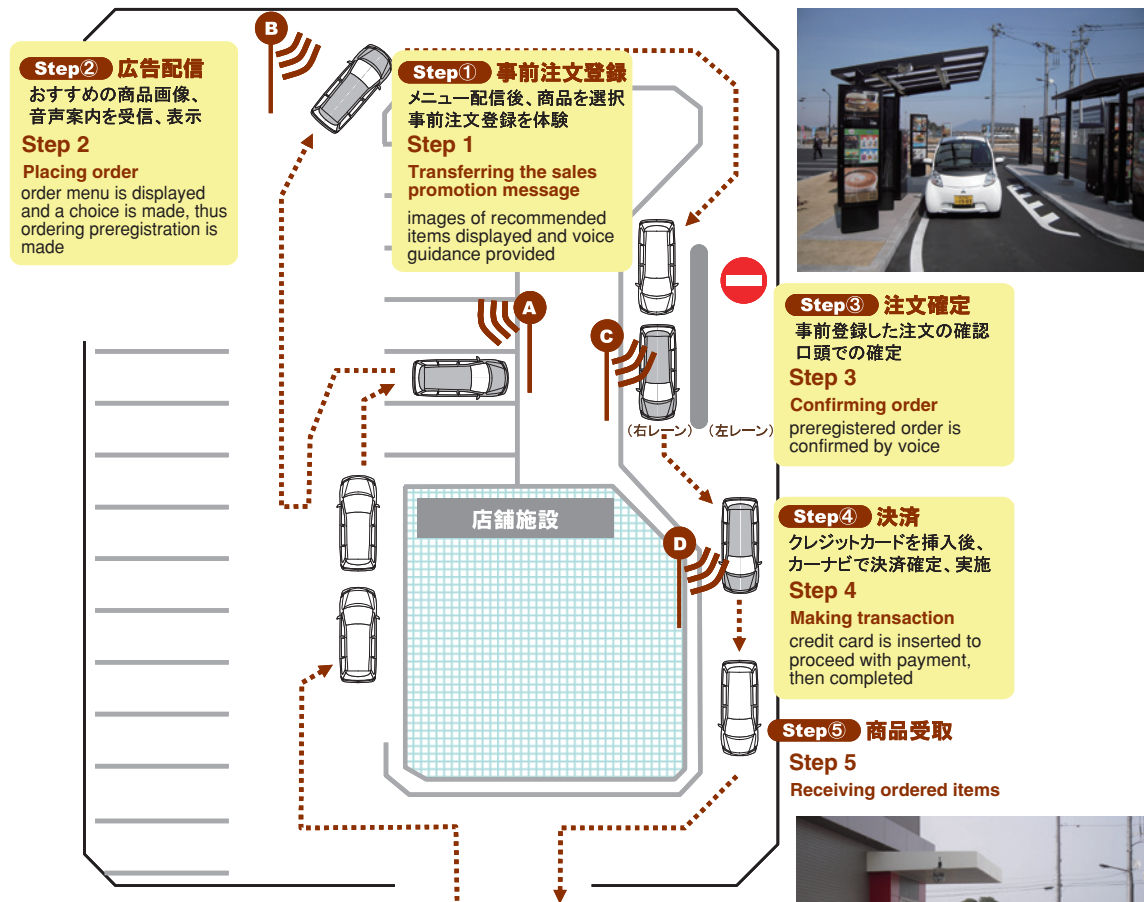 B
Step② 広告配信
おすすめの商品画像、
音声案内を受信、表示
Step 2
Placing order
order menu is displayed
and a choice is made, thus
ordering preregistration is
made
Step① 事前注文登録
メニュー配信後、商品を選択
事前注文登録を体験
Step 1
Transferring the sales
promotion message
images of recommended
items displayed and voice
guidance provided
A
C
(右レーン) (左レーン)
Step③ 注文確定
事前登録した注文の確認
口頭での確定
Step 3
Confirming order
preregistered order is
confirmed by voice
店舗施設
D
Step④ 決済
クレジットカードを挿入後、
カーナビで決済確定、実施
Step 4
Making transaction
credit card is inserted to
proceed with payment,
then completed
Step⑤ 商品受取
Step 5
Receiving ordered items